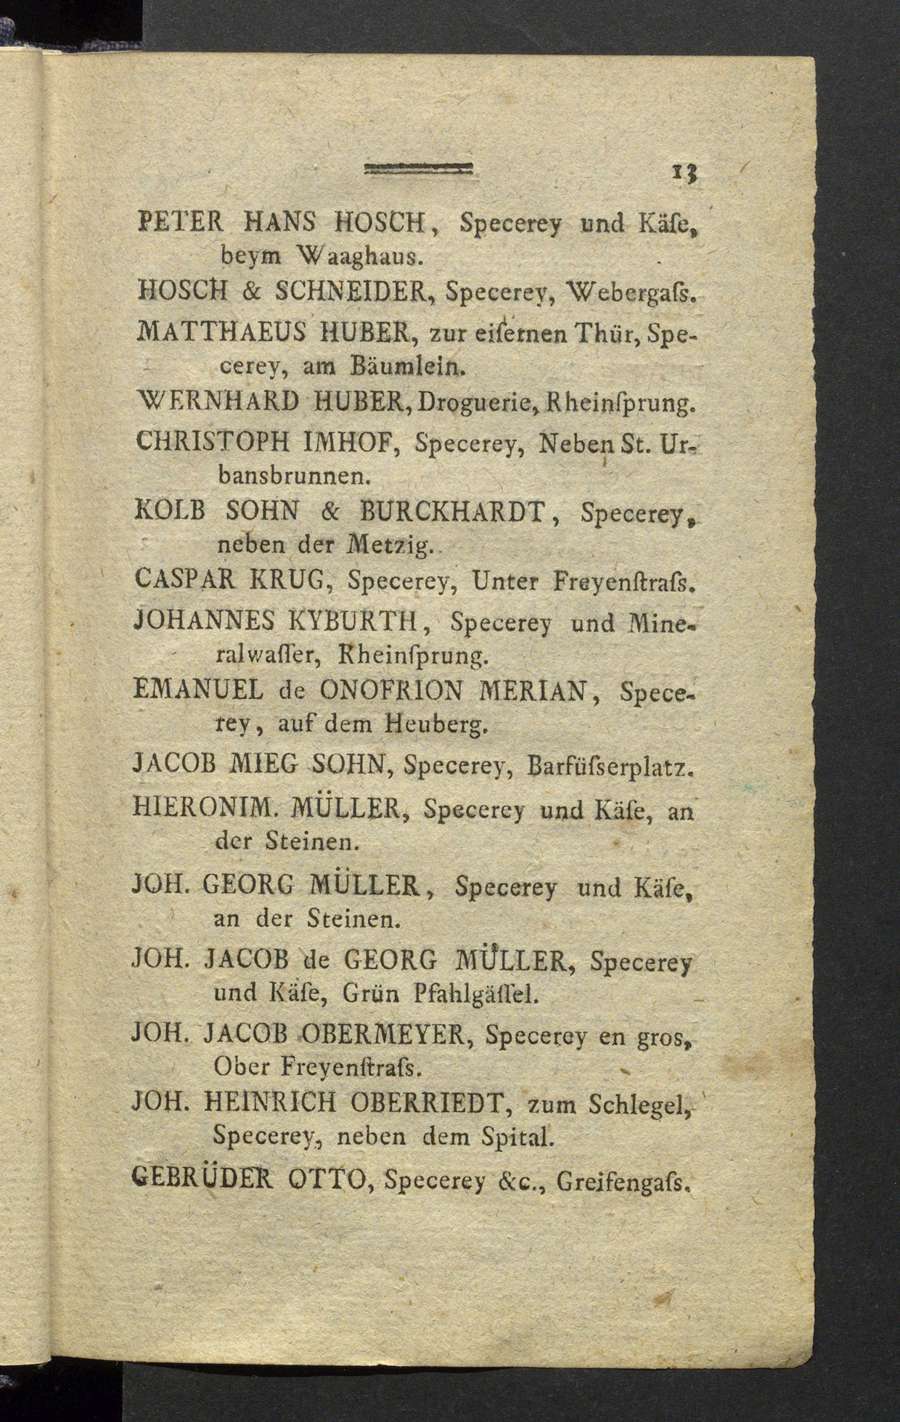 13
PETER HANS HOSCH, Specerey und Käſe,
beym Waaghaus.
HOSCH & SCHNEIDER, Specerey, Webergaſs.
MATTHAEUS HUBER, zur eiſernen Thür, Spe-
cerey, am Bäumlein.
WERNHARD HUBER, Droguerie, Rheinſprung.
CHRISTOPH IMHOF, Specerey, Neben St. Ur-
bansbrunnen.
KOLB SOHN & BURCKHARDT, Specerey,
neben der Metzig.
CASPAR KRUG, Specerey, Unter Freyenſtraſs.
JOHANNES KYBURTH, Specerey und Mine-
ralwaſſer, Rheinſprung.
EMANUEL de ONOFRION MERIAN, Spece-
rey, auf dem Heuberg.
JACOB MIEG SOHN, Specerey, Barfüſserplatz.
HIERONIM. MÜLLER, Specerey und Käſe, an
der Steinen.
JOH. GEORG MÜLLER, Specerey und Käſe,
an der Steinen.
JOH. JACOB de GEORG MÜLLER, Specerey
und Käſe, Grün Pfahlgäſſel.
JOH. JACOB OBERMEYER, Specerey en gros,
Ober Freyenſtraſs.
JOH. HEINRICH OBERRIEDT, zum Schlegel,
Specerey, neben dem Spital.
GEBRÜDER OTTO, Specerey &c., Greifengaſs.